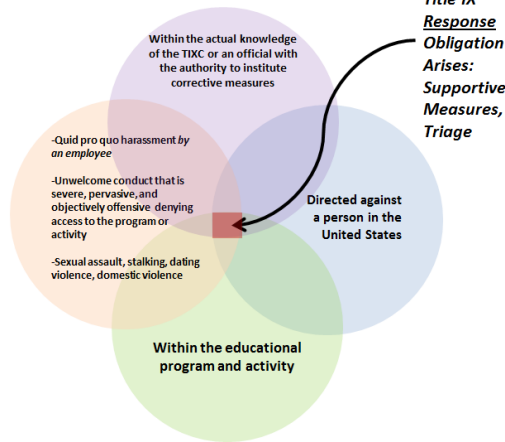 Title IX
Response
Obligation
Arises:
Supportive
Measures,
Triage
Within the actual knowledge
of the TIXC or an official with
the authority to institute
corrective measures
-Quid pro quo harassment by
an employee
-Unwelcome conduct that is
severe, pervasive, and
objectively offensive denying
access to the program or
activity
-Sexual assault, stalking, dating
violence, domestic violence
Directed against
a person in the
United States
Within the educational
program and activity